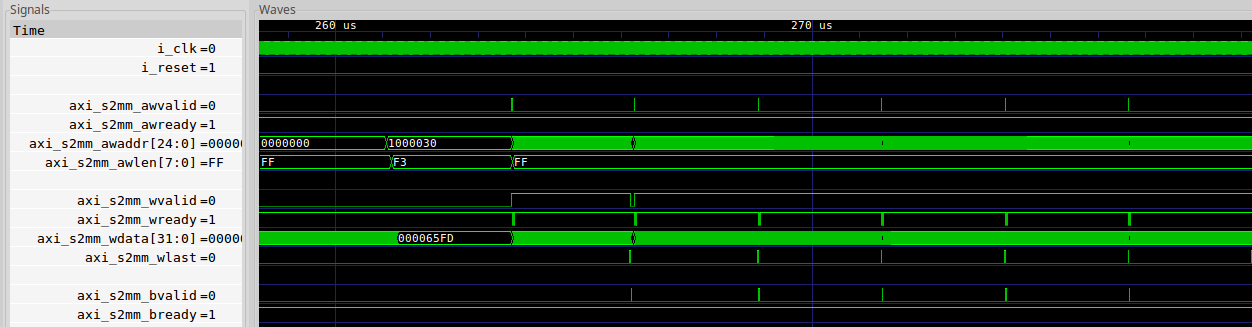 Signals
Waves
Time
260 us
270 us
i_clk=0
i_reset=1
axi_s2mm_awvalid=0
axi_s2mm_awready=1
axi_s2mm_awaddr[24:0]=00000
0000000
1000030
axi_s2mm_awlen[7:0]=FF
FF
F3
FF
axi_s2mm_wvalid=0
axi_s2mm_wready=1
axi_s2mm_wdata[31:0]=00000
000065FD
axi_s2mm_wlast=0
axi_s2mm_bvalid=0
axi_s2mm_bready=1